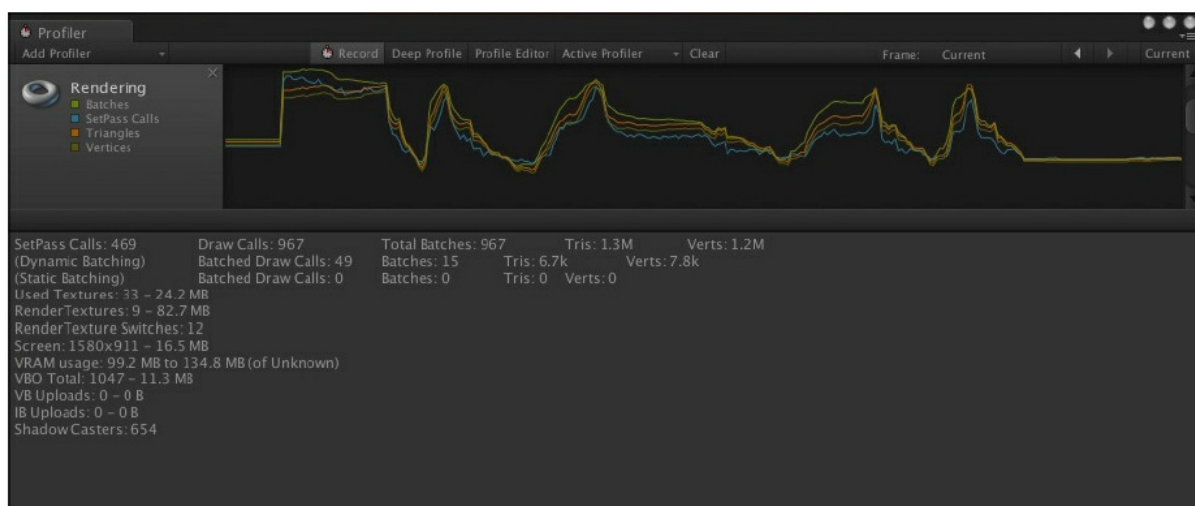 Profiler
Add Profiler Record Deep Profile Profile Editor Active Profiler Clear Frame: Current Current
Rendering
Batches
SetPass Calls
Triangles
Vertices
SetPass Calls: 469 Draw Calls: 967 Total Batches: 967 Tris: 1.3M Verts: 1.2M
(Dynamic Batching) Batched Draw Calls: 49 Batches: 15 Tris: 6.7k Verts: 7.8k
(Static Batching) Batched Draw Calls: 0 Batches: 0 Tris: 0 Verts: 0
Used Textures: 33 – 24.2 MB
RenderTextures: 9 – 82.7 MB
RenderTexture Switches: 12
Screen: 1580x911 – 16.5 MB
VRAM usage: 99.2 MB to 134.8 MB (of Unknown)
VBO Total: 1047 – 11.3 MB
VB Uploads: 0 – 0 B
IB Uploads: 0 – 0 B
Shadow Casters: 654